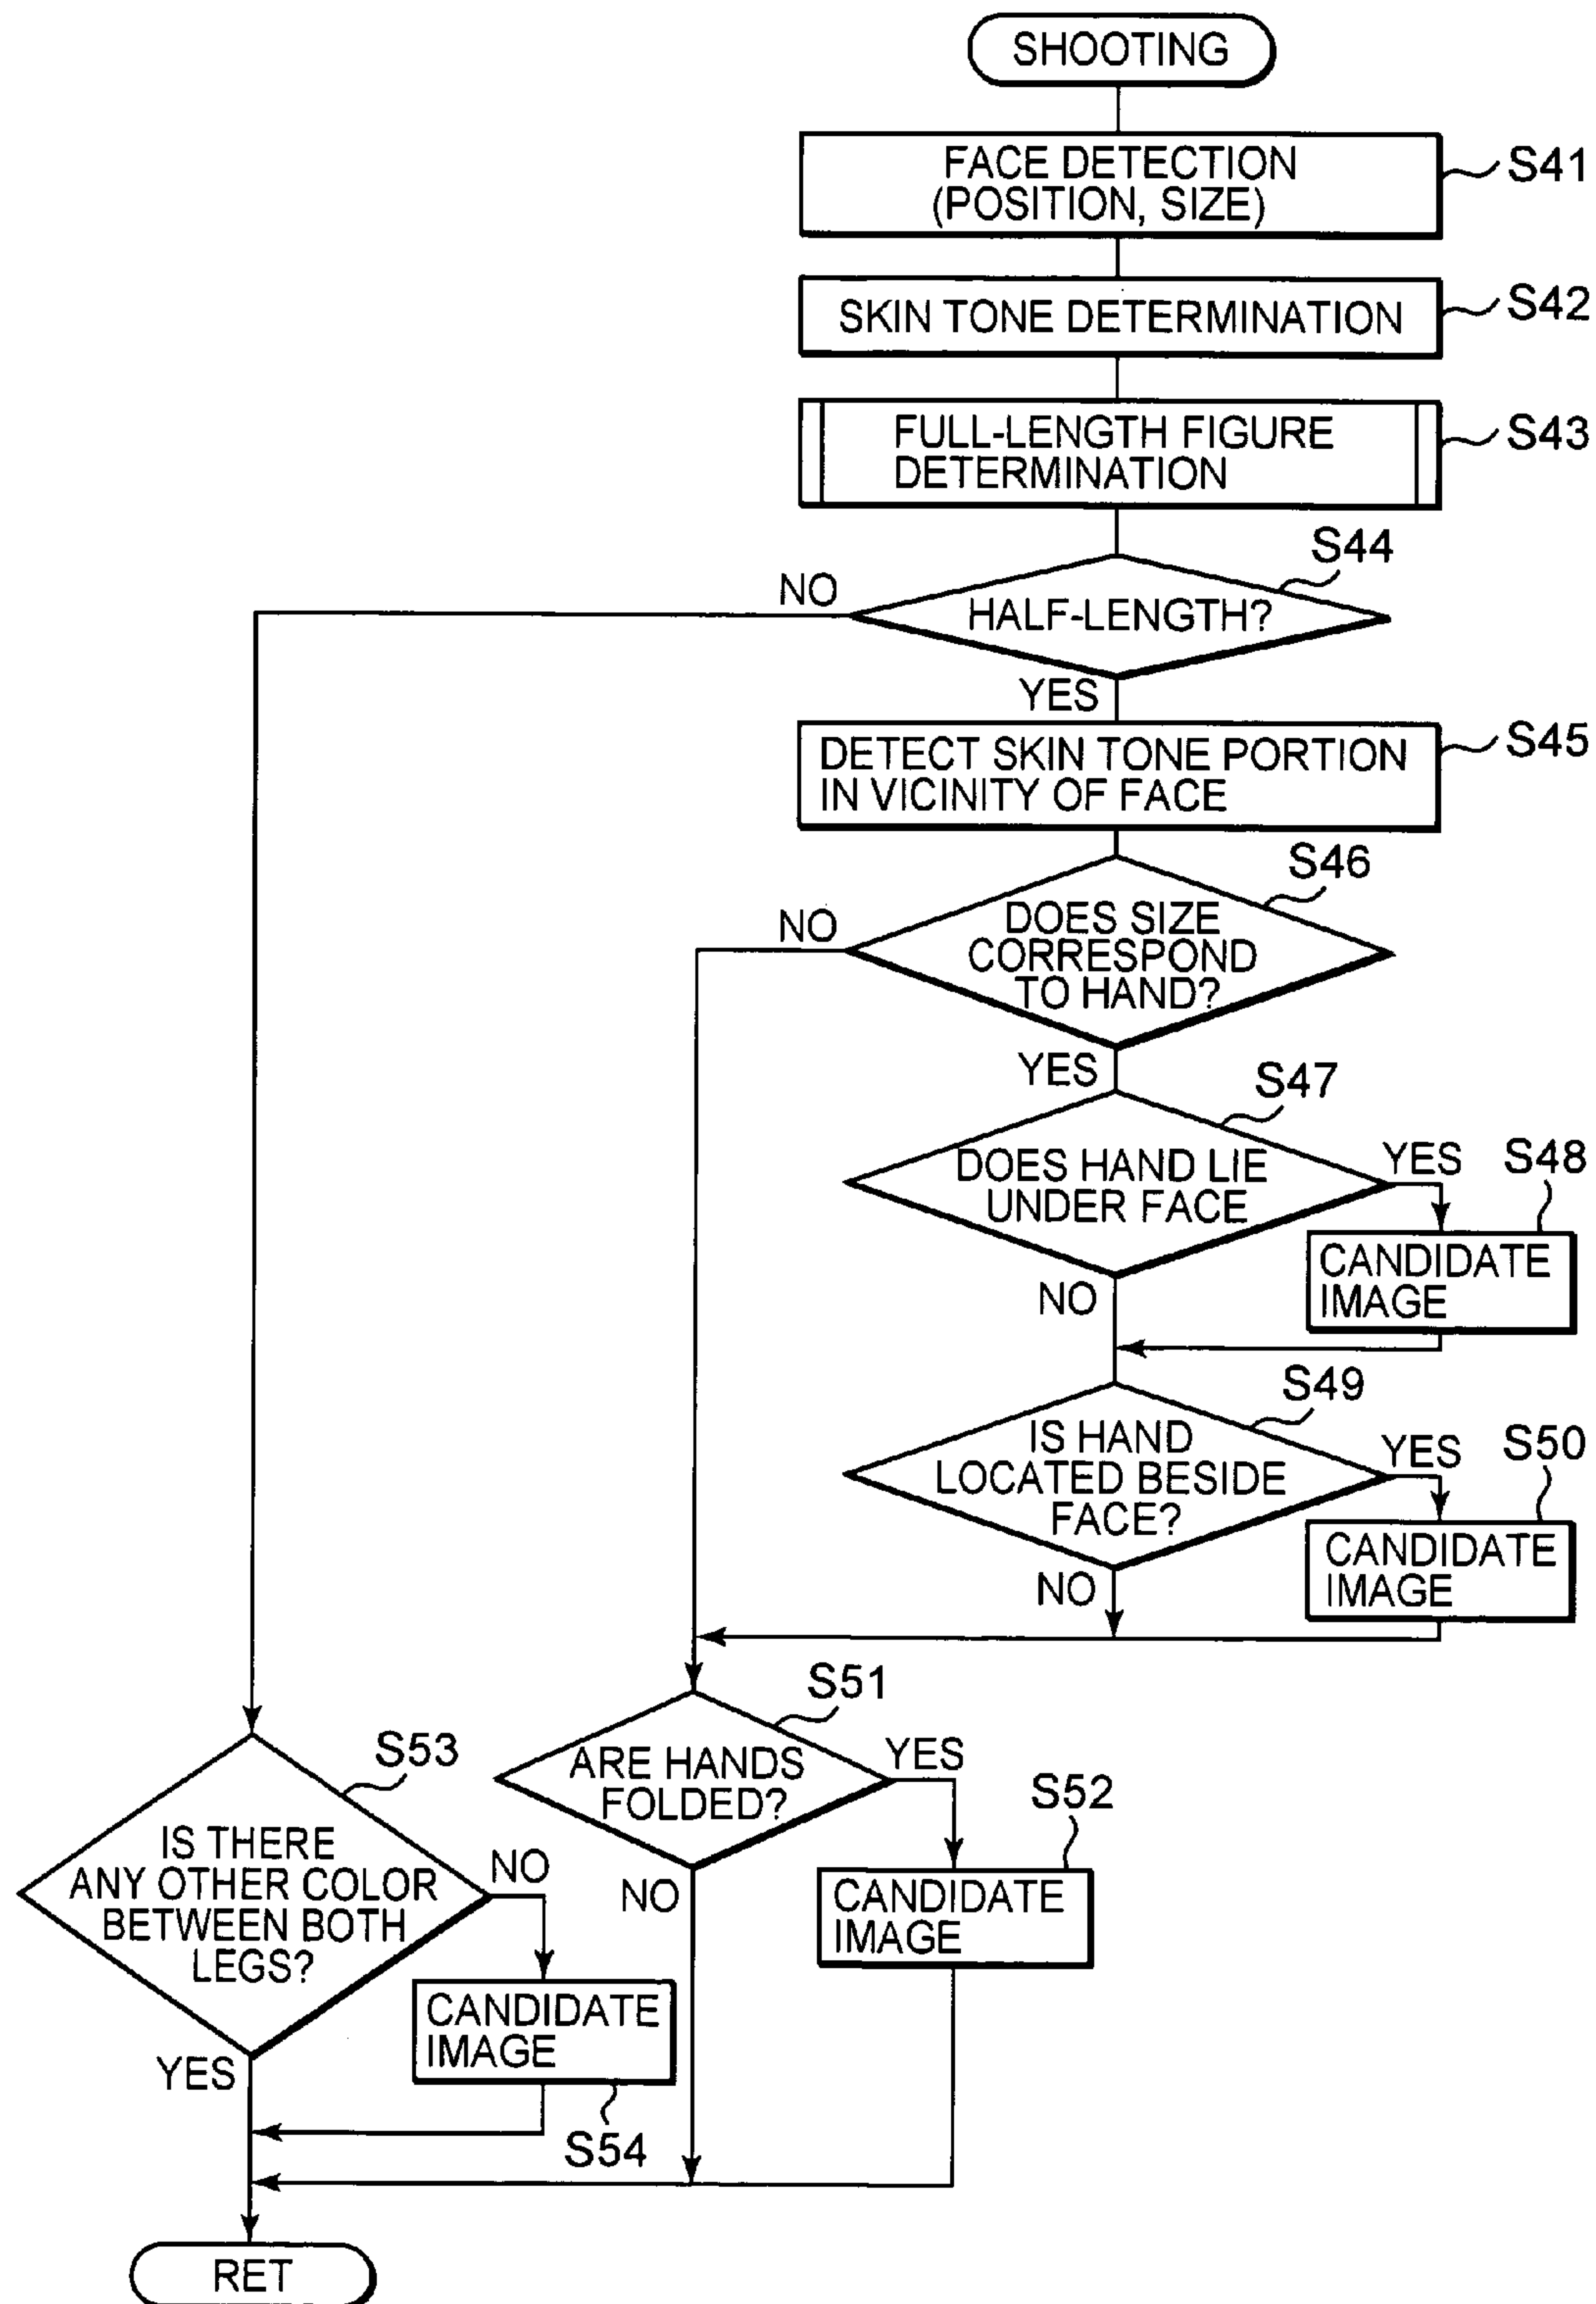 SHOOTING
FACE DETECTION
(POSITION, SIZE)
S41
SKIN TONE DETERMINATION
S42
FULL-LENGTH FIGURE
DETERMINATION
S43
S44
NO
HALF-LENGTH?
YES
DETECT SKIN TONE PORTION
IN VICINITY OF FACE
S45
S46
NO
DOES SIZE
CORRESPOND
TO HAND?
YES
S47
DOES HAND LIE
UNDER FACE
YES
S48
CANDIDATE
IMAGE
NO
S49
IS HAND
LOCATED BESIDE
FACE?
YES
S50
CANDIDATE
IMAGE
NO
S51
ARE HANDS
FOLDED?
YES
S52
CANDIDATE
IMAGE
NO
S53
IS THERE
ANY OTHER COLOR
BETWEEN BOTH
LEGS?
NO
CANDIDATE
IMAGE
S54
YES
RET